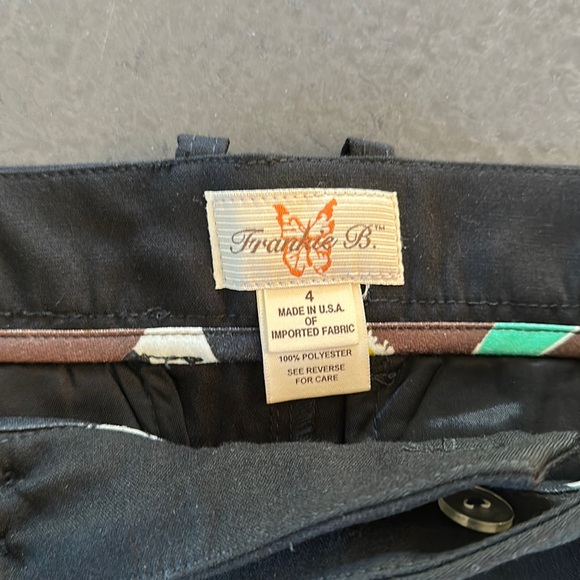 Frankie B.™
4
MADE IN U.S.A.
OF
IMPORTED FABRIC
100% POLYESTER
SEE REVERSE
FOR CARE